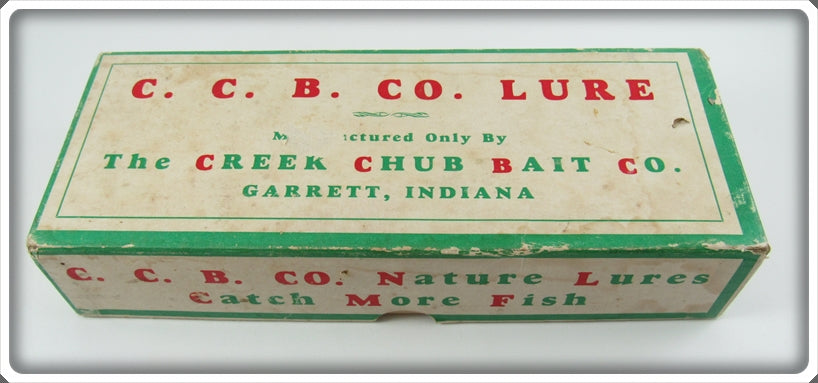 C. C. B. CO. LURE
Only By
The CREEK CHUB BAIT CO.
GARRETT, INDIANA
C. C. B. CO. Nature Lures
Catch More Fish